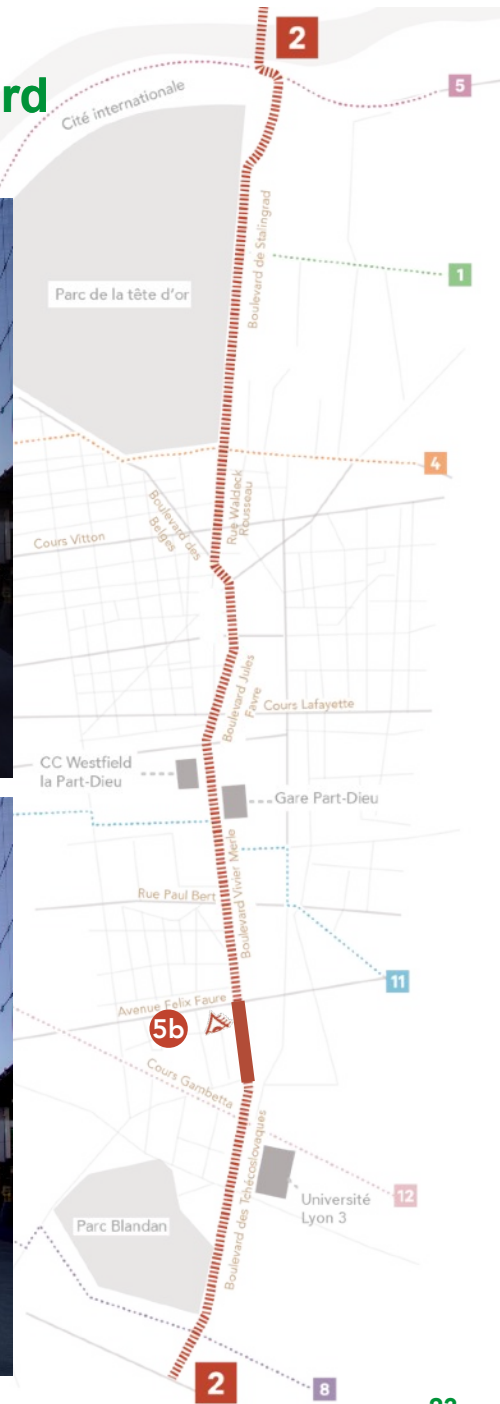 2
rd
5
Cité internationale
Boulevard de Stalingrad
1
Parc de la tête d'or
4
Rue Waldeck
Rousseau
Boulevard des
Belges
Cours Vitton
Boulevard Jules
Favre
Cours Lafayette
CC Westfield
la Part-Dieu
Gare Part-Dieu
Boulevard Vivier Merle
Rue Paul Bert
11
Avenue Felix Faure
5b
Cours Gambetta
Boulevard des Tchécoslovaques
12
Université
Lyon 3
Parc Blandan
2
8